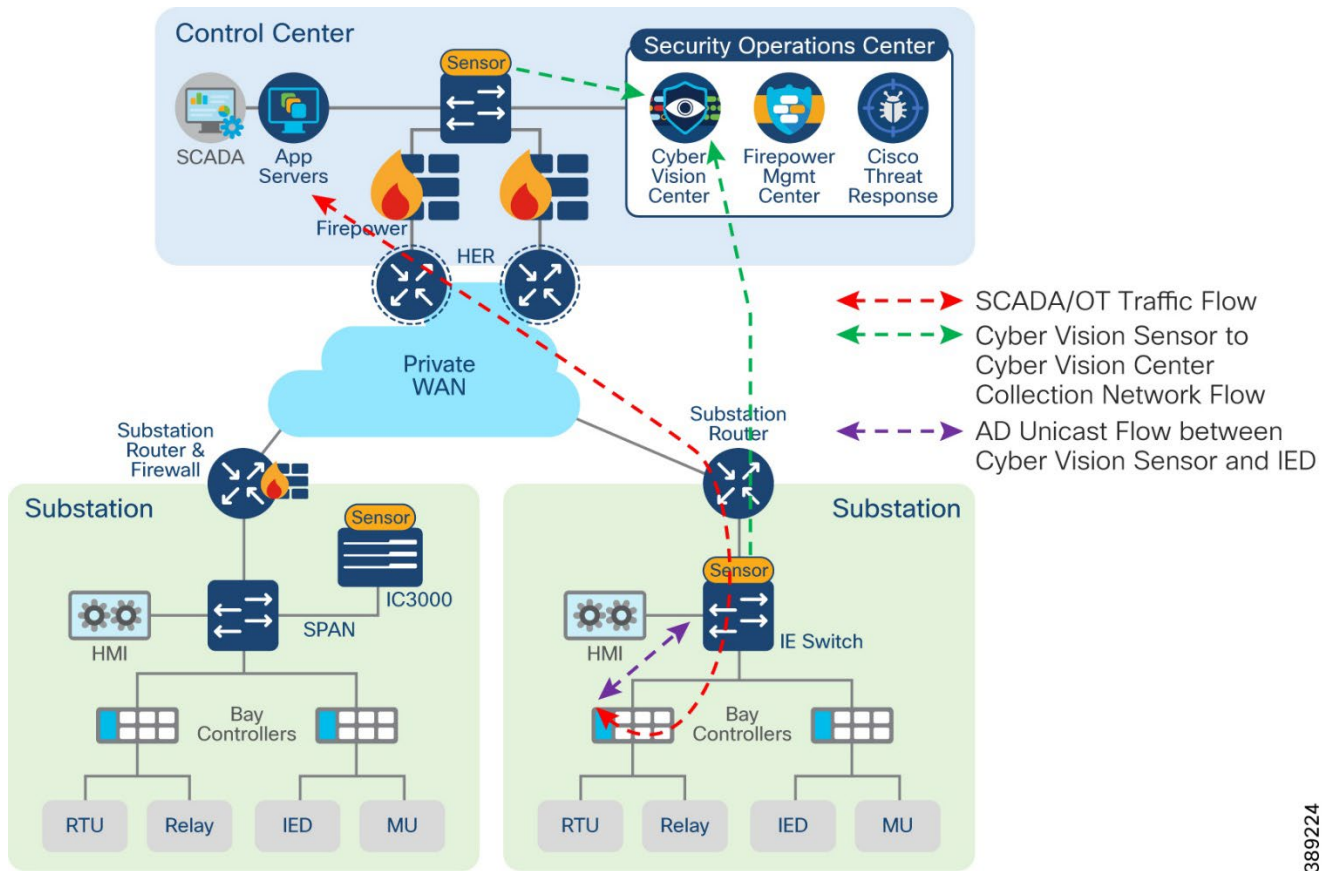 Control Center
Security Operations Center
Sensor
SCADA
App
Servers
Cyber
Vision
Center
Firepower
Mgmt
Center
Cisco
Threat
Response
Firepower
HER
Private
WAN
SCADA/OT Traffic Flow
Cyber Vision Sensor to
Cyber Vision Center
Collection Network Flow
AD Unicast Flow between
Cyber Vision Sensor and IED
Substation
Router &
Firewall
Substation
Router
Substation
Sensor
IC3000
SPAN
HMI
Bay
Controllers
RTU
Relay
IED
MU
Substation
Sensor
IE Switch
HMI
Bay
Controllers
RTU
Relay
IED
MU
389224